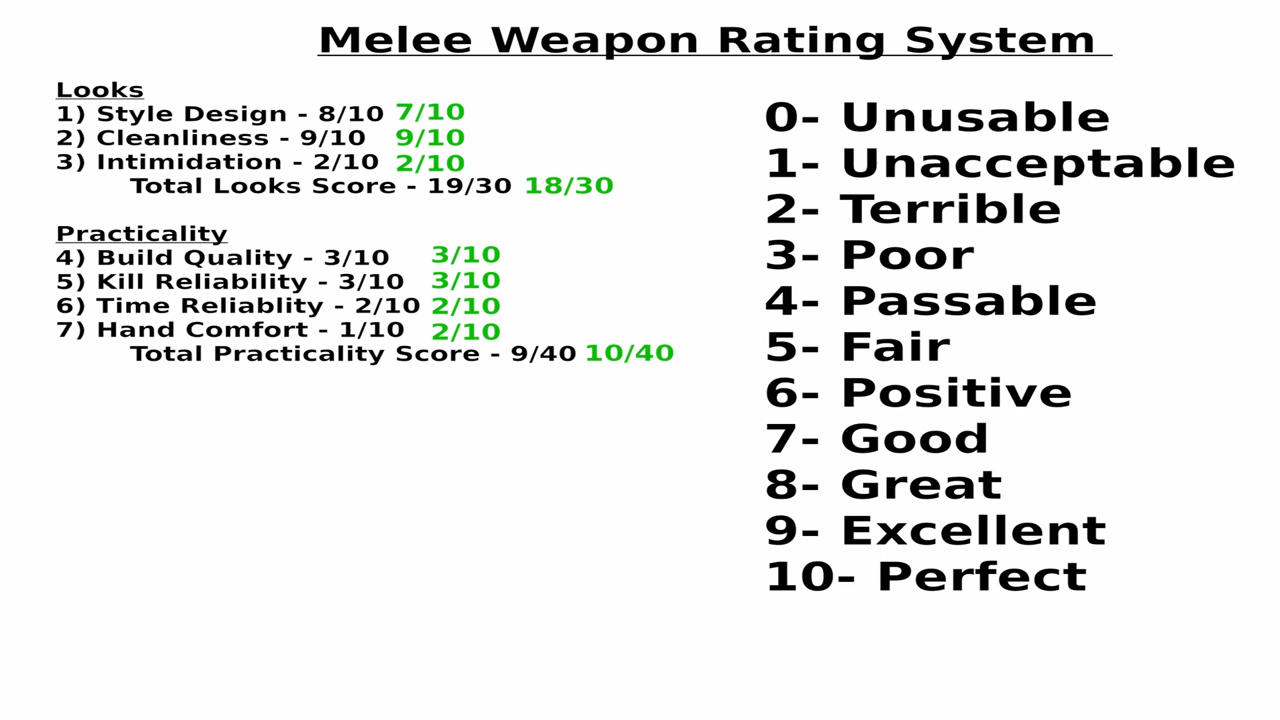 Melee Weapon Rating System
Looks
1) Style Design - 8/10 7/10
2) Cleanliness - 9/10 9/10
3) Intimidation - 2/10 2/10
Total Looks Score - 19/30 18/30
Practicality
4) Build Quality - 3/10 3/10
5) Kill Reliability - 3/10 3/10
6) Time Reliablity - 2/10 2/10
7) Hand Comfort - 1/10 2/10
Total Practicality Score - 9/40 10/40
0- Unusable
1- Unacceptable
2- Terrible
3- Poor
4- Passable
5- Fair
6- Positive
7- Good
8- Great
9- Excellent
10- Perfect